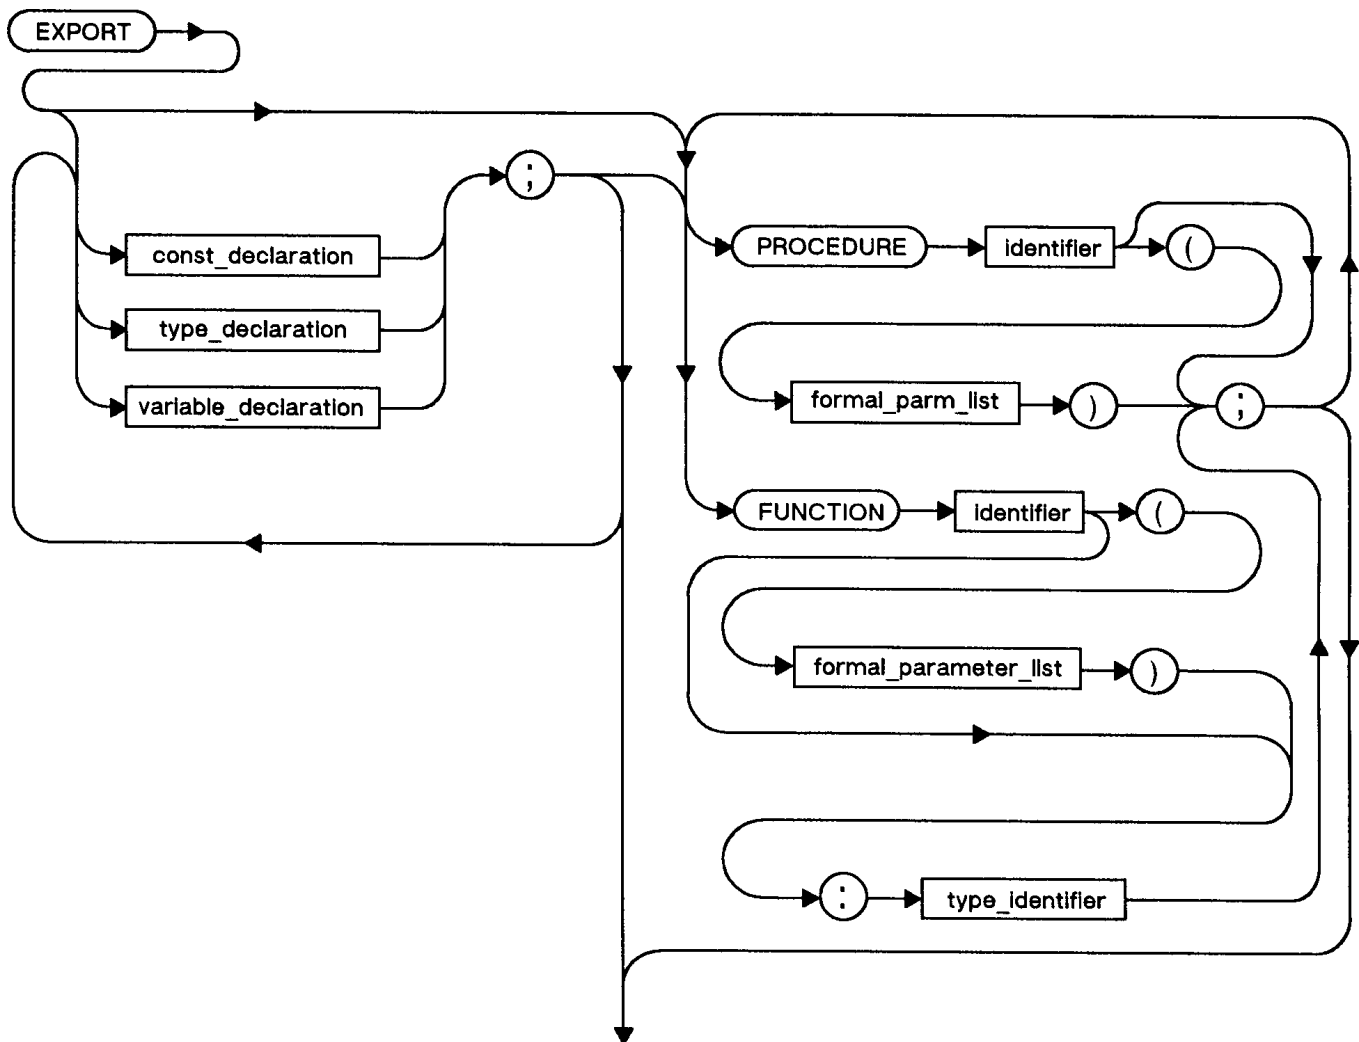 EXPORT
;
const_declaration
type_declaration
variable_declaration
PROCEDURE
identifier
(
formal_parm_list
)
;
FUNCTION
identifier
(
formal_parameter_list
)
:
type_identifier